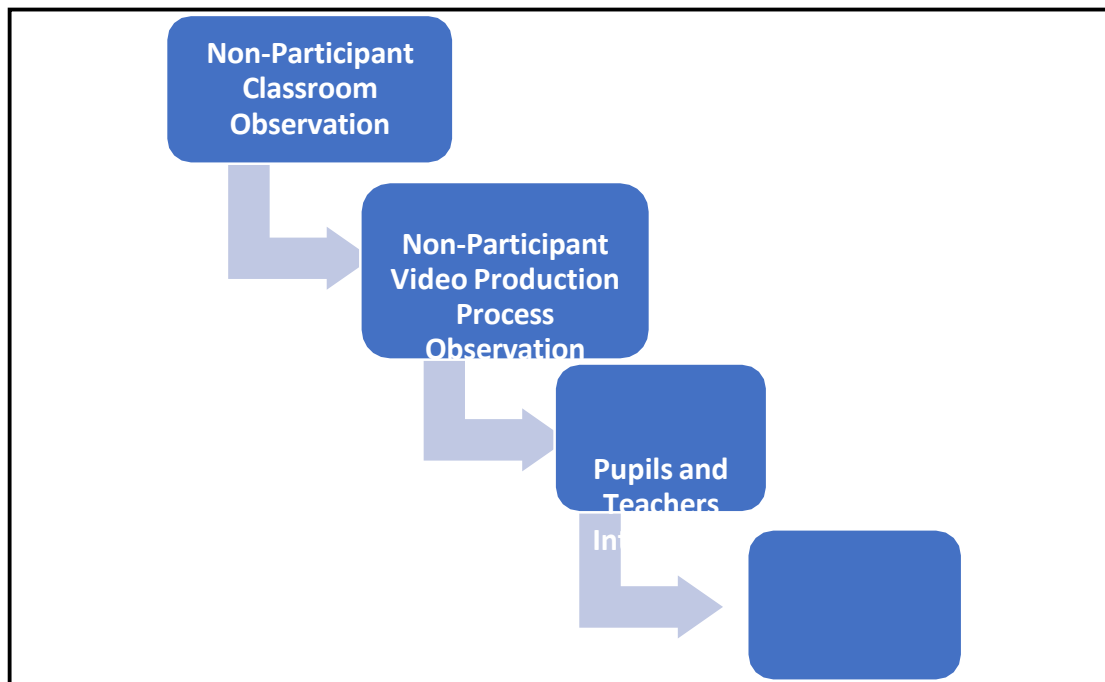 Non-Participant
Classroom
Observation
Non-Participant
Video Production
Process
Observation
Pupils and
Teachers